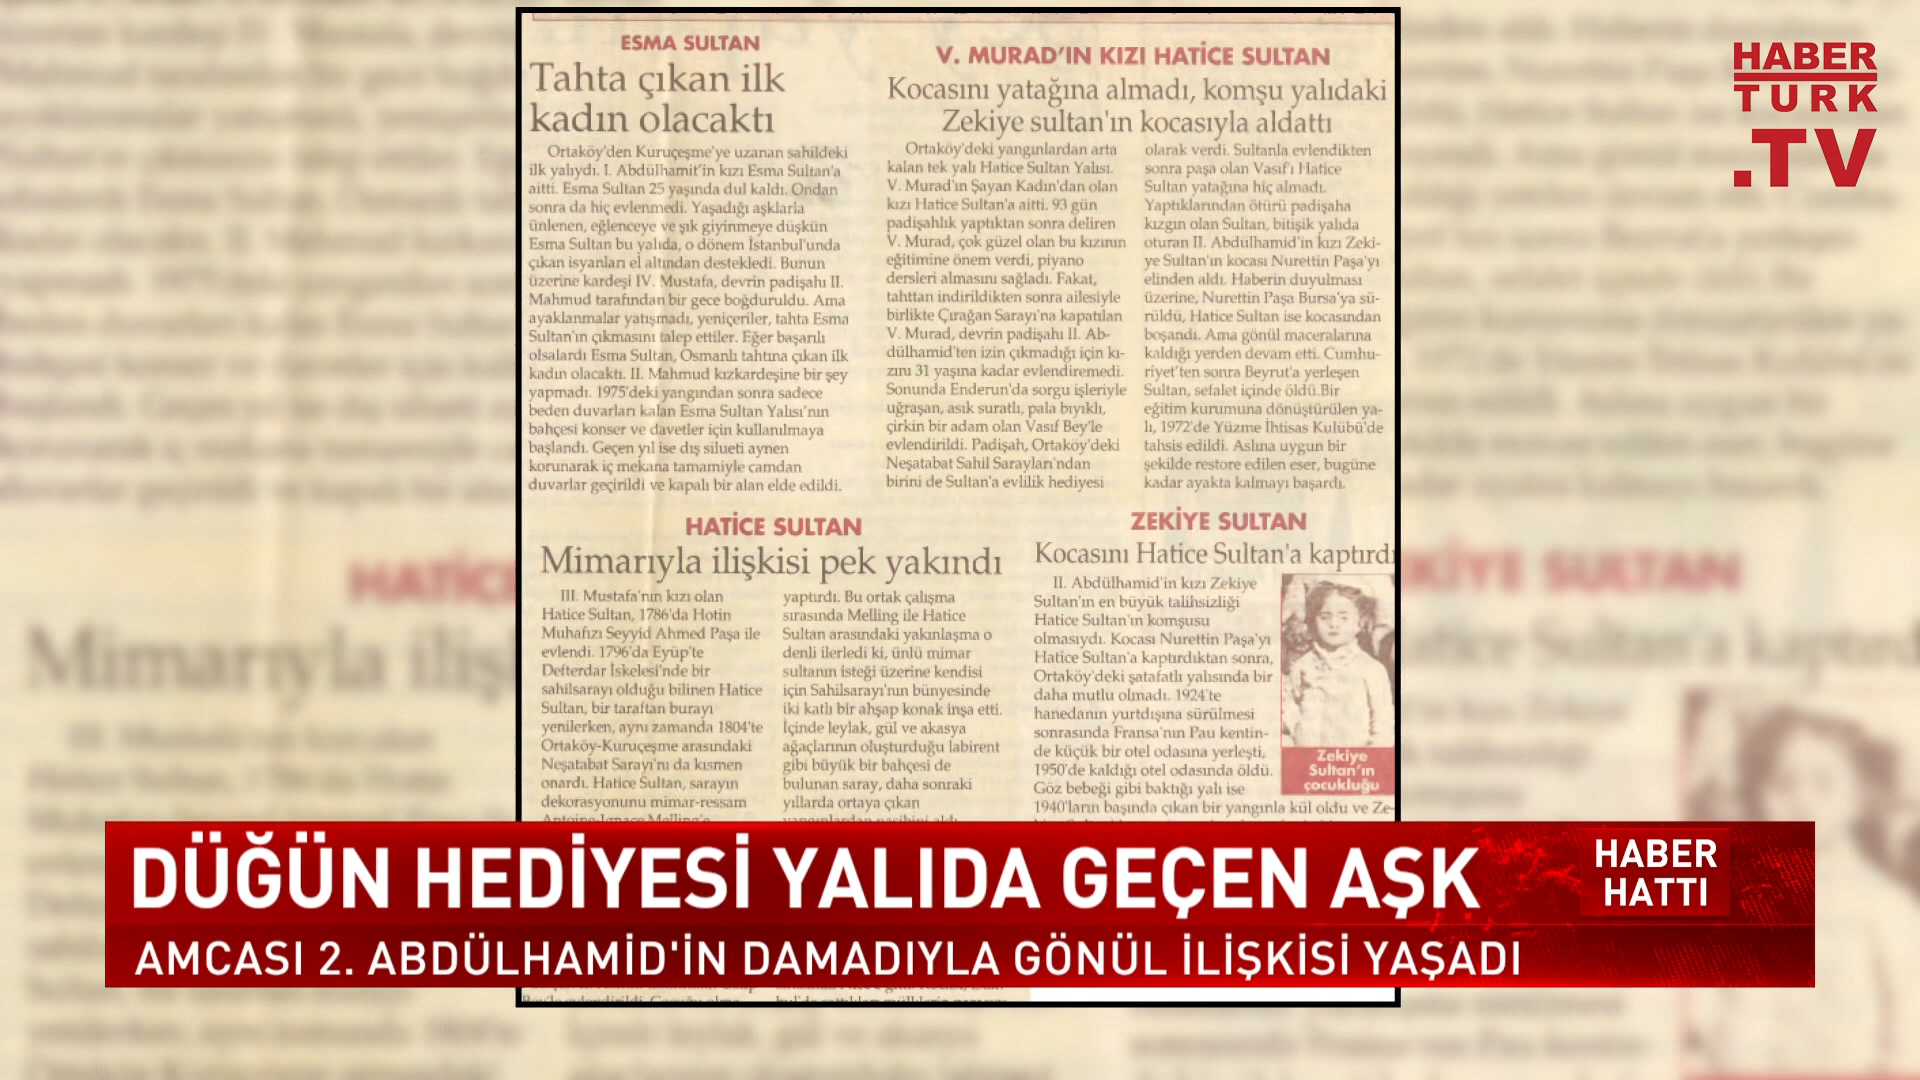 ESMA SULTAN
Tahta çıkan ilk
kadın olacaktı
Ortaköy'den Kuruçeşme'ye uzanan sahildeki
ilk yalıydı. I. Abdülhamit'in kızı Esma Sultan'a
aitti. Esma Sultan 25 yaşında dul kaldı. Ondan
sonra da hiç evlenmedi. Yaşadığı aşklarla
ünlenen, eğlenceye ve şık giyinmeye düşkün
Esma Sultan bu yalıda, o dönem İstanbul'unda
çıkan isyanları el altından destekledi. Bunun
üzerine kardeşi IV. Mustafa, devrin padişahı II.
Mahmud tarafından bir gece boğduruldu. Ama
ayaklanmalar yatışmadı, yeniçeriler, tahta Esma
Sultan'ın çıkmasını talep ettiler. Eğer başarılı
olsalardı Esma Sultan, Osmanlı tahtına çıkan ilk
kadın olacaktı. II. Mahmud kızkardeşine bir şey
yapmadı. 1975'deki yangından sonra sadece
beden duvarları kalan Esma Sultan Yalısı'nın
bahçesi konser ve davetler için kullanılmaya
başlandı. Geçen yıl ise dış silueti aynen
korunarak iç mekana tamamiyle camdan
duvarlar geçirildi ve kapalı bir alan elde edildi.
V. MURAD'IN KIZI HATİCE SULTAN
Kocasını yatağına almadı, komşu yalıdaki
Zekiye sultan'ın kocasıyla aldattı
Ortaköy'deki yangınlardan arta
kalan tek yalı Hatice Sultan Yalısı.
V. Murad'ın Şayan Kadın'dan olan
kızı Hatice Sultan'a aitti. 93 gün
padişahlık yaptıktan sonra deliren
V. Murad, çok güzel olan bu kızının
eğitimine önem verdi, piyano
dersleri almasını sağladı. Fakat,
tahttan indirildikten sonra ailesiyle
birlikte Çırağan Sarayı'na kapatılan
V. Murad, devrin padişahı II. Ab-
dülhamid'ten izin çıkmadığı için kı-
zını 31 yaşına kadar evlendiremedi.
Sonunda Enderun'da sorgu işleriyle
uğraşan, asık suratlı, pala bıyıklı,
çirkin bir adam olan Vasıf Bey'le
evlendirildi. Padişah, Ortaköy'deki
Neşatabat Sahil Sarayları'ndan
birini de Sultan'a evlilik hediyesi
olarak verdi. Sultanla evlendikten
sonra paşa olan Vasıf'ı Hatice
Sultan yatağına hiç almadı.
Yaptıklarından ötürü padişaha
kızgın olan Sultan, bitişik yalıda
oturan II. Abdülhamid'in kızı Zeki-
ye Sultan'ın kocası Nurettin Paşa'yı
elinden aldı. Haberin duyulması
üzerine, Nurettin Paşa Bursa'ya sü-
rüldü, Hatice Sultan ise kocasından
boşandı. Ama gönül maceralarına
kaldığı yerden devam etti. Cumhu-
riyet'ten sonra Beyrut'a yerleşen
Sultan, sefalet içinde öldü.Bir
eğitim kurumuna dönüştürülen ya-
lı, 1972'de Yüzme İhtisas Kulübü'de
tahsis edildi. Aslına uygun bir
şekilde restore edilen eser, bugüne
kadar ayakta kalmayı başardı.
HATİCE SULTAN
Mimarıyla ilişkisi pek yakındı
III. Mustafa'nın kızı olan
Hatice Sultan, 1786'da Hotin
Muhafızı Seyyid Ahmed Paşa ile
evlendi. 1796'da Eyüp'te
Defterdar İskelesi'nde bir
sahilsarayı olduğu bilinen Hatice
Sultan, bir taraftan burayı
yenilerken, aynı zamanda 1804'te
Ortaköy-Kuruçeşme arasındaki
Neşatabat Sarayı'nı da kısmen
onardı. Hatice Sultan, sarayın
dekorasyonunu mimar-ressam
Antoine-Ignace Melling'e
yaptırdı. Bu ortak çalışma
sırasında Melling ile Hatice
Sultan arasındaki yakınlaşma o
denli ilerledi ki, ünlü mimar
sultanın isteği üzerine kendisi
için Sahilsarayı'nın bünyesinde
iki katlı bir ahşap konak inşa etti.
İçinde leylak, gül ve akasya
ağaçlarının oluşturduğu labirent
gibi büyük bir bahçesi de
bulunan saray, daha sonraki
yıllarda ortaya çıkan
yangınlardan nasibini aldı.
ZEKİYE SULTAN
Kocasını Hatice Sultan'a kaptırdı
II. Abdülhamid'in kızı Zekiye
Sultan'ın en büyük talihsizliği
Hatice Sultan'ın komşusu
olmasıydı. Kocası Nurettin Paşa'yı
Hatice Sultan'a kaptırdıktan sonra,
Ortaköy'deki şatafatlı yalısında bir
daha mutlu olmadı. 1924'te
hanedanın yurtdışına sürülmesi
sonrasında Fransa'nın Pau kentin-
de küçük bir otel odasına yerleşti,
1950'de kaldığı otel odasında öldü.
Göz bebeği gibi baktığı yalı ise
1940'ların başında çıkan bir yangınla kül oldu ve Ze-
Zekiye
Sultan'ın
çocukluğu
HABER
TURK
.TV
DÜĞÜN HEDİYESİ YALIDA GEÇEN AŞK
HABER
HATTI
AMCASI 2. ABDÜLHAMİD'İN DAMADIYLA GÖNÜL İLİŞKİSİ YAŞADI